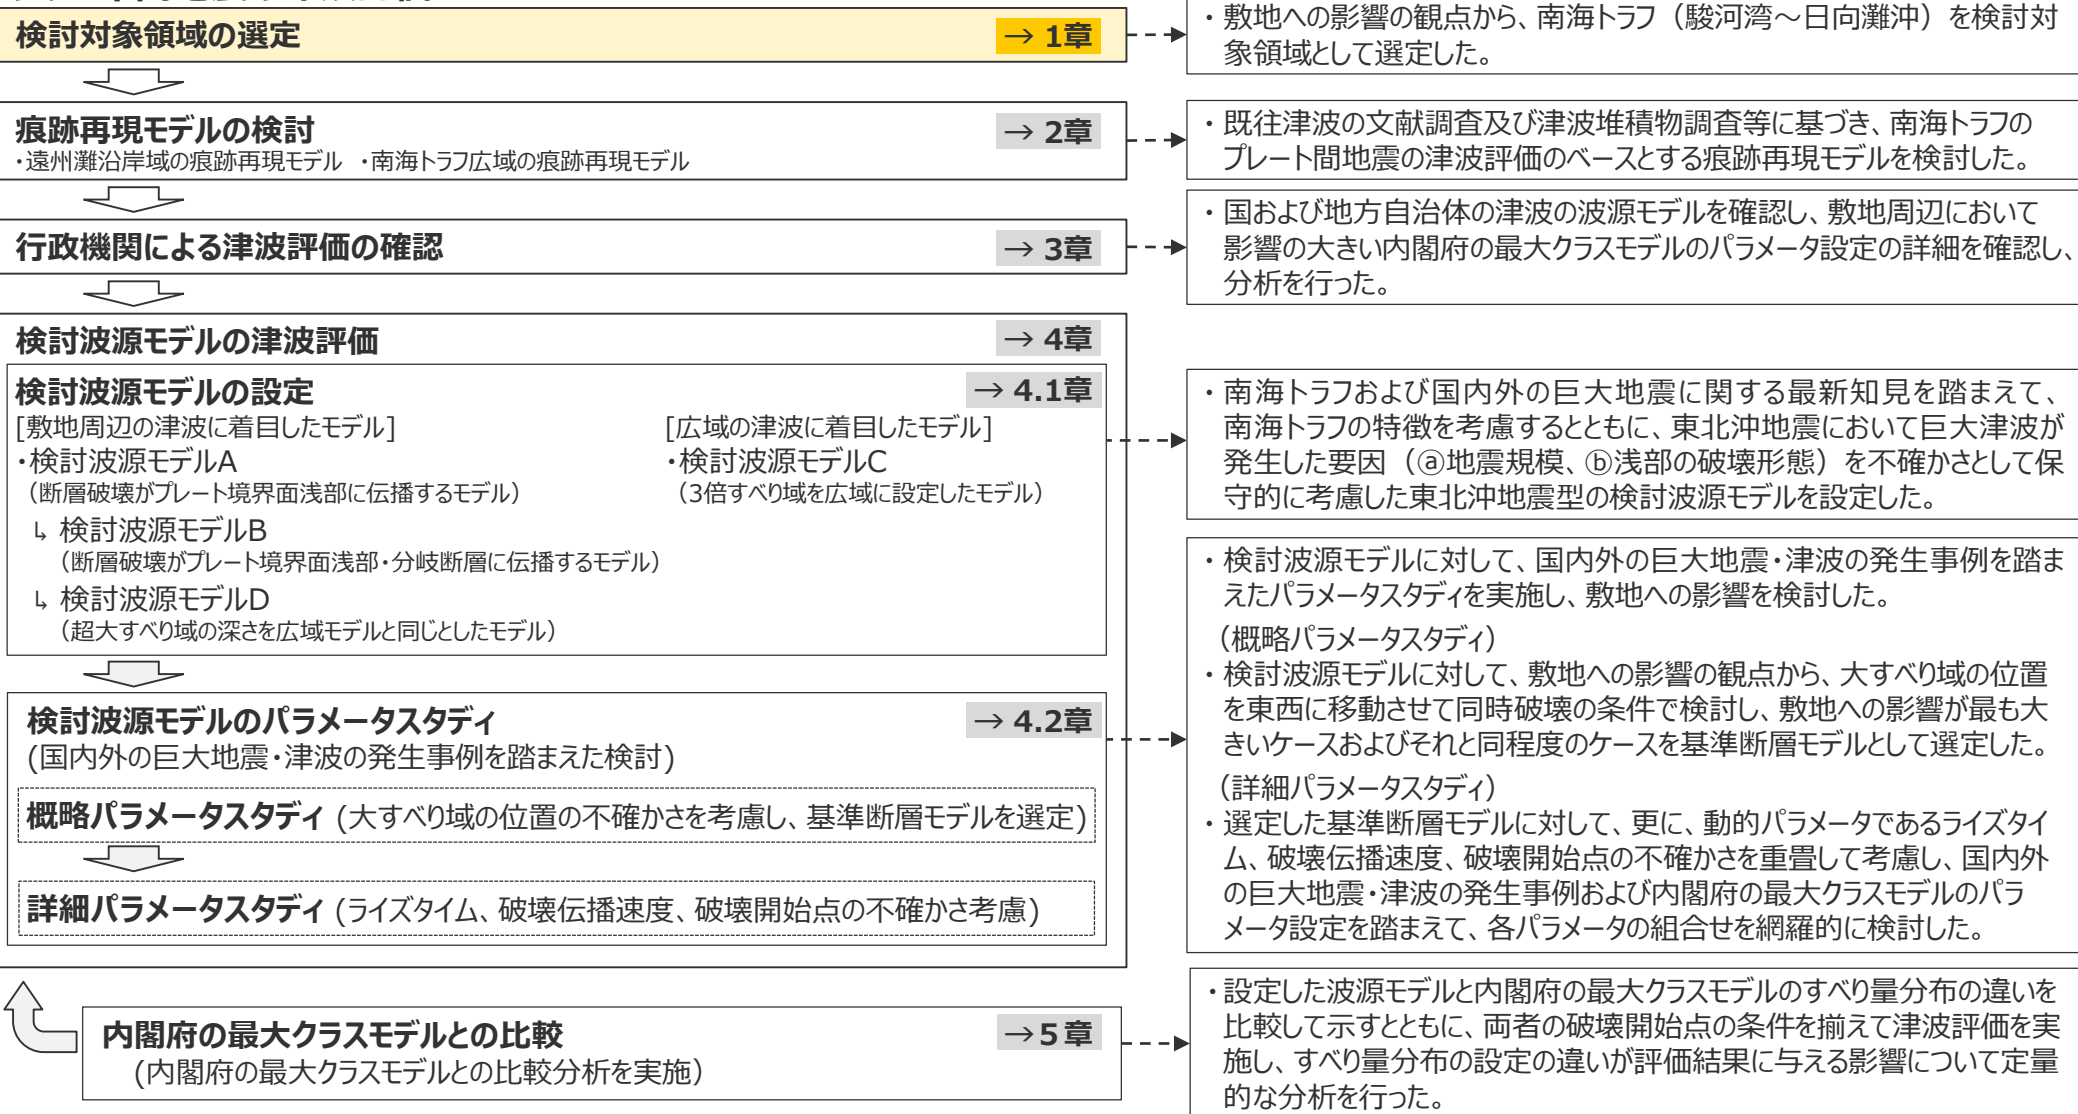 検討対象領域の選定
→ 1章
・敷地への影響の観点から、南海トラフ（駿河湾～日向灘沖）を検討対
象領域として選定した。
痕跡再現モデルの検討
→ 2章
・遠州灘沿岸域の痕跡再現モデル ・南海トラフ広域の痕跡再現モデル
・既往津波の文献調査及び津波堆積物調査等に基づき、南海トラフの
プレート間地震の津波評価のベースとする痕跡再現モデルを検討した。
行政機関による津波評価の確認
→ 3章
・国および地方自治体の津波の波源モデルを確認し、敷地周辺において
影響の大きい内閣府の最大クラスモデルのパラメータ設定の詳細を確認し、
分析を行った。
検討波源モデルの津波評価
→ 4章
検討波源モデルの設定
→ 4.1章
[敷地周辺の津波に着目したモデル]
・検討波源モデルA
（断層破壊がプレート境界面浅部に伝播するモデル）
↳ 検討波源モデルB
（断層破壊がプレート境界面浅部・分岐断層に伝播するモデル）
↳ 検討波源モデルD
（超大すべり域の深さを広域モデルと同じとしたモデル）
[広域の津波に着目したモデル]
・検討波源モデルC
（3倍すべり域を広域に設定したモデル）
・南海トラフおよび国内外の巨大地震に関する最新知見を踏まえて、
南海トラフの特徴を考慮するとともに、東北沖地震において巨大津波が
発生した要因（ⓐ地震規模、ⓑ浅部の破壊形態）を不確かさとして保
守的に考慮した東北沖地震型の検討波源モデルを設定した。
検討波源モデルのパラメータスタディ
→ 4.2章
(国内外の巨大地震・津波の発生事例を踏まえた検討)
概略パラメータスタディ (大すべり域の位置の不確かさを考慮し、基準断層モデルを選定)
詳細パラメータスタディ (ライズタイム、破壊伝播速度、破壊開始点の不確かさ考慮)
・検討波源モデルに対して、国内外の巨大地震・津波の発生事例を踏ま
えたパラメータスタディを実施し、敷地への影響を検討した。
（概略パラメータスタディ）
・検討波源モデルに対して、敷地への影響の観点から、大すべり域の位置
を東西に移動させて同時破壊の条件で検討し、敷地への影響が最も大
きいケースおよびそれと同程度のケースを基準断層モデルとして選定した。
（詳細パラメータスタディ）
・選定した基準断層モデルに対して、更に、動的パラメータであるライズタイ
ム、破壊伝播速度、破壊開始点の不確かさを重畳して考慮し、国内外
の巨大地震・津波の発生事例および内閣府の最大クラスモデルのパラ
メータ設定を踏まえて、各パラメータの組合せを網羅的に検討した。
内閣府の最大クラスモデルとの比較
→５章
(内閣府の最大クラスモデルとの比較分析を実施）
・設定した波源モデルと内閣府の最大クラスモデルのすべり量分布の違いを
比較して示すとともに、両者の破壊開始点の条件を揃えて津波評価を実
施し、すべり量分布の設定の違いが評価結果に与える影響について定量
的な分析を行った。